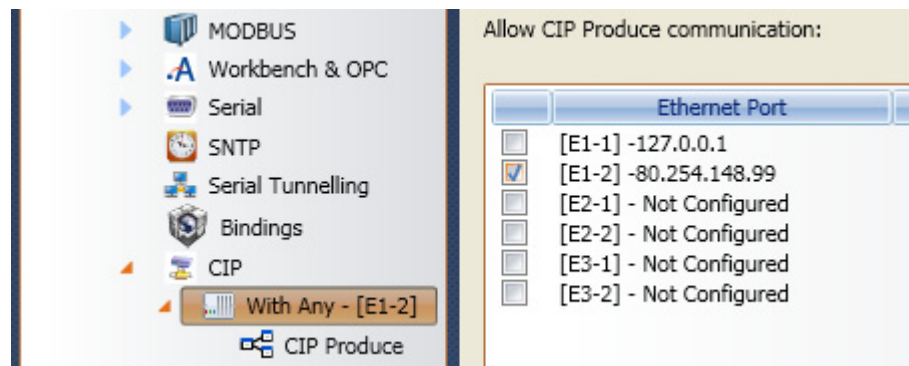 MODBUS
Workbench & OPC
Serial
SNTP
Serial Tunnelling
Bindings
CIP
With Any - [E1-2]
CIP Produce
Allow CIP Produce communication:
Ethernet Port
[E1-1] -127.0.0.1
[E1-2] -80.254.148.99
[E2-1] - Not Configured
[E2-2] - Not Configured
[E3-1] - Not Configured
[E3-2] - Not Configured